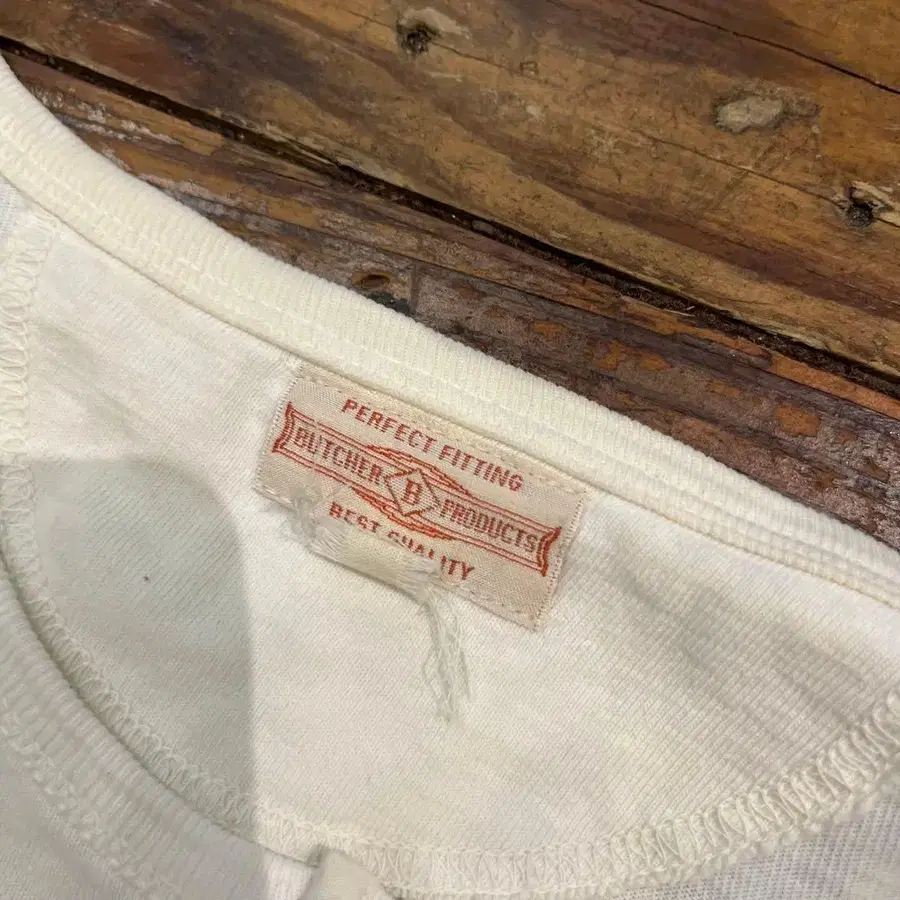 PERFECT FITTING
BUTCHER B PRODUCTS
BEST QUALITY